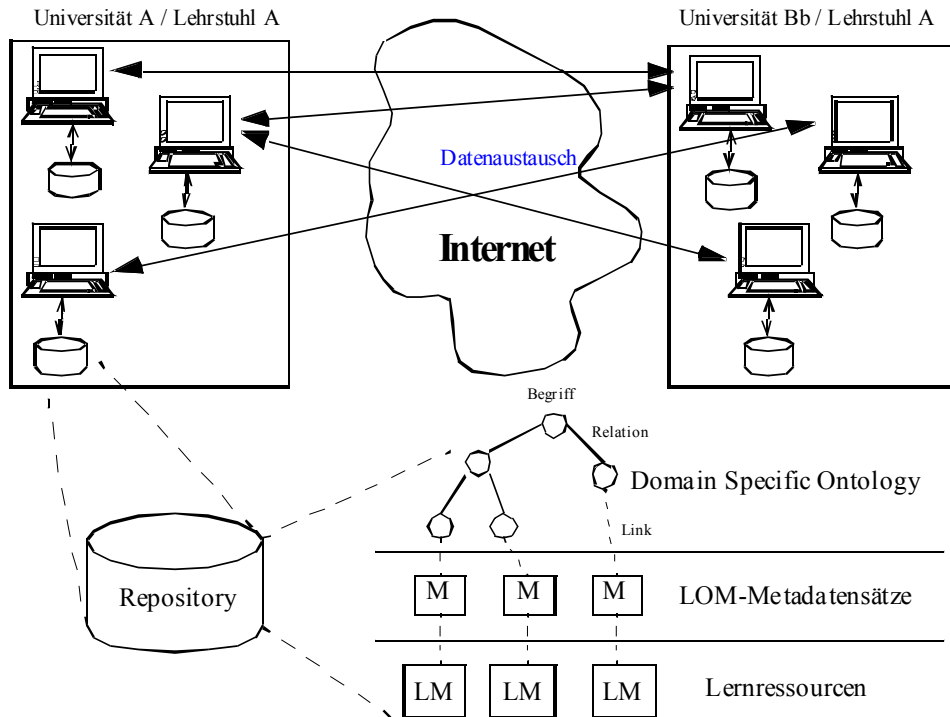 Universität A / Lehrstuhl A
Universität Bb / Lehrstuhl A
Datenaustausch
Internet
Begriff
Relation
Domain Specific Ontology
Link
Repository
M
M
M
LOM-Metadatensätze
LM
LM
LM
Lernressourcen